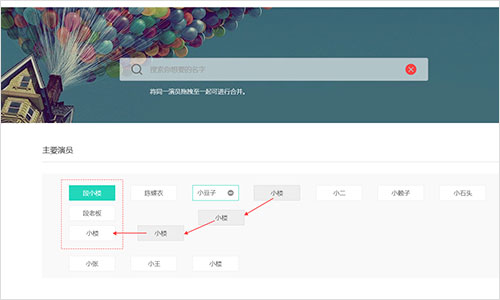 搜索你想要的名字
将同一演员拖拽至一起可进行合并。
主要演员
段小楼 程蝶衣 小豆子 小楼 小二 小赖子 小石头
段老板 小楼
小楼 小楼
小张 小王 小楼